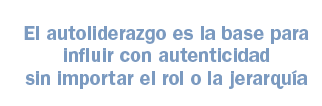 El autoliderazgo es la base para
influir con autenticidad
sin importar el rol o la jerarquía